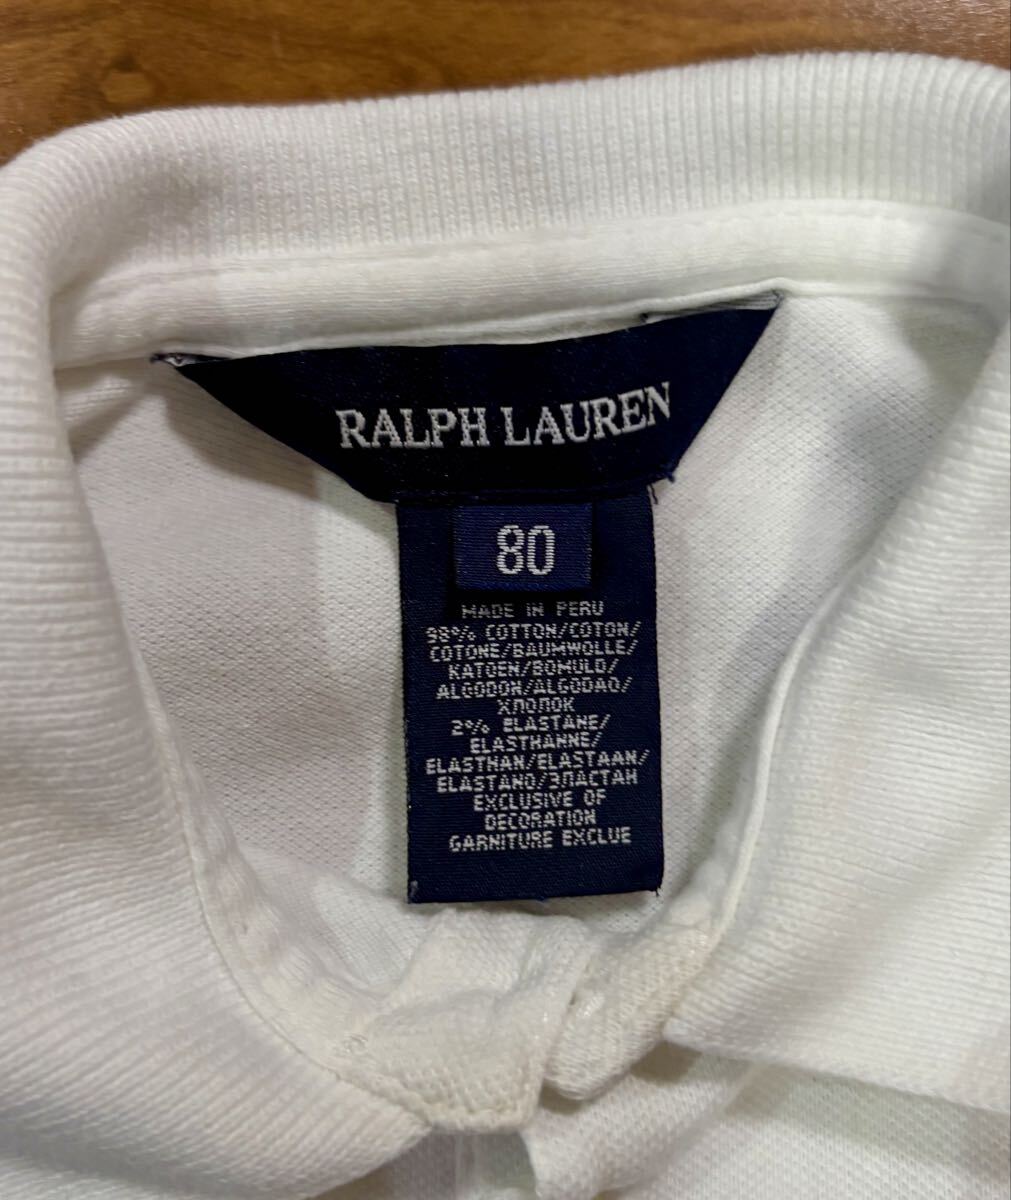 RALPH LAUREN
80
MADE IN PERU
98% COTTON/COTON/
COTONE/BAUMWOLLE/
KATOEN/BOMULD/
ALGODON/ALGODAO/
ХЛОПОК
2% ELASTANE/
ELASTHANNE/
ELASTHAN/ELASTAAN/
ELASTANO/ЭЛАСТАН
EXCLUSIVE OF
DECORATION
GARNITURE EXCLUE